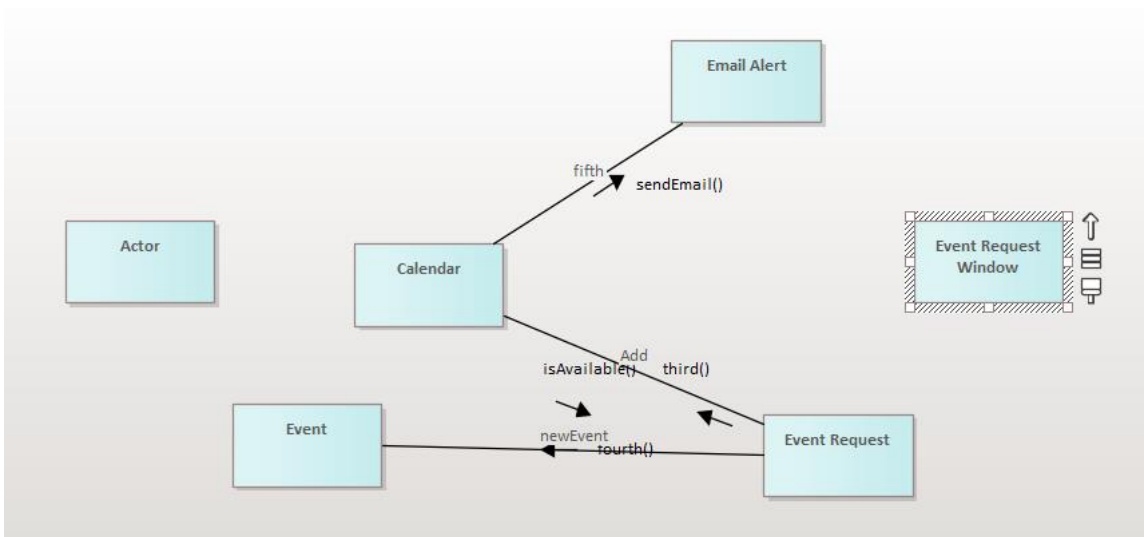 Email Alert
fifth
sendEmail()
Actor
Event Request
Window
Calendar
Add
isAvailable()
third()
Event
newEvent
fourth()
Event Request